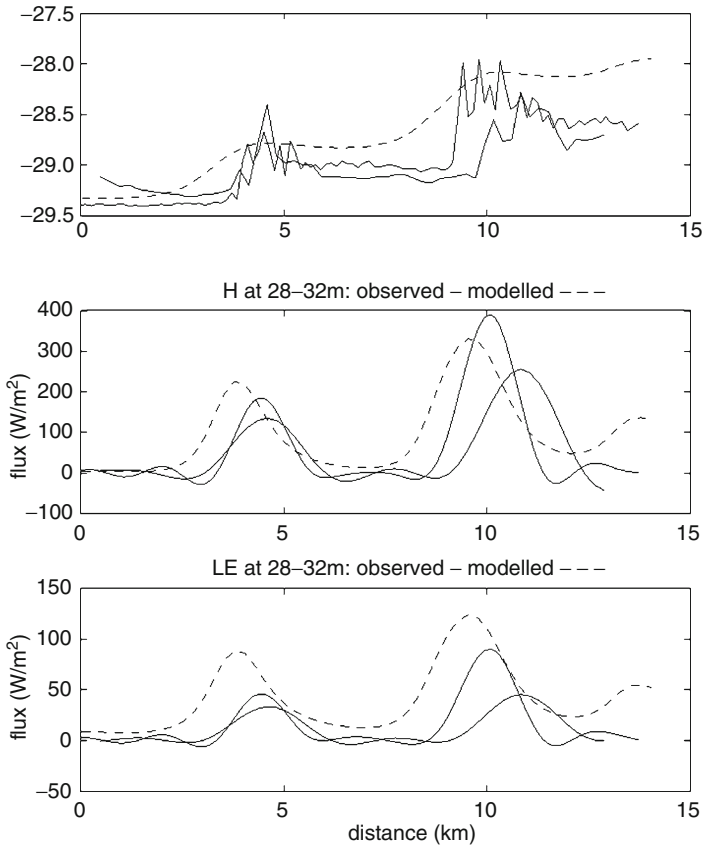 −27.5
−28.0
−28.5
−29.0
−29.5
0 5 10 15
H at 28–32m: observed – modelled – – –
400
300
200
100
0
−100
flux (W/m²)
0 5 10 15
LE at 28–32m: observed – modelled – – –
150
100
50
0
−50
flux (W/m²)
0 5 10 15
distance (km)